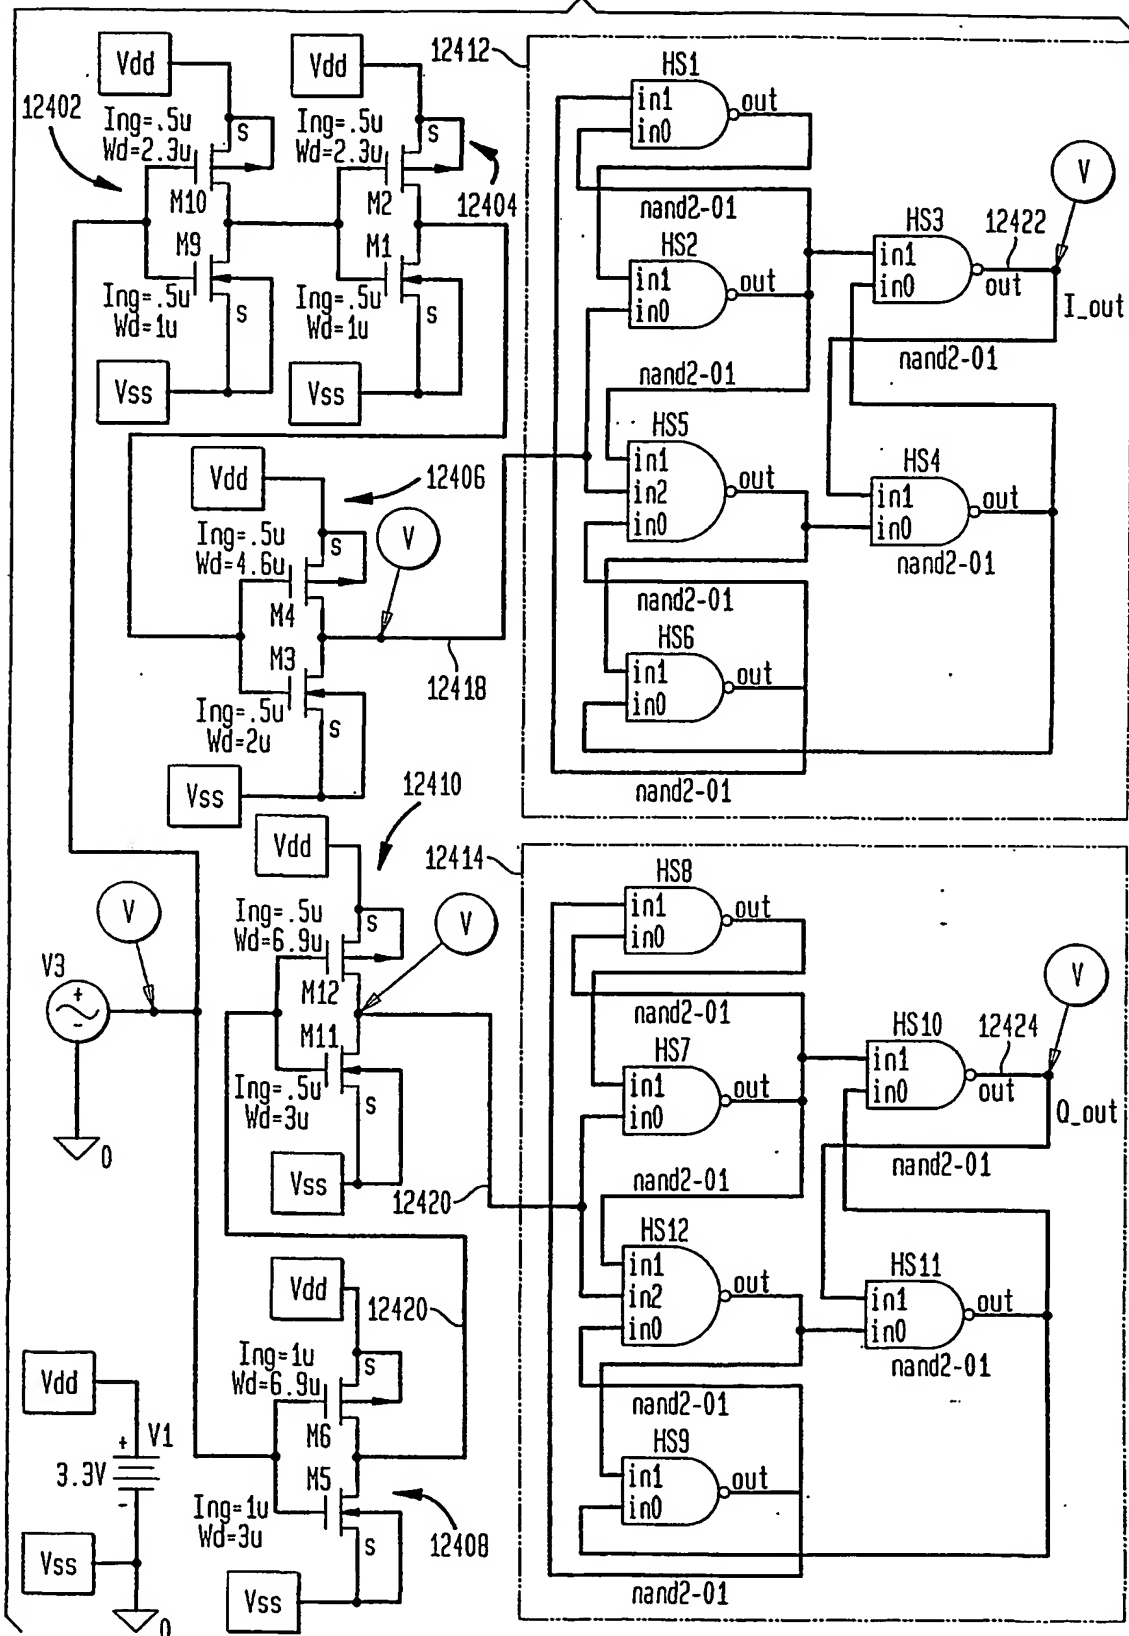 Vdd
Vdd
12402
Ing=.5u
Wd=2.3u
S
M10
M9
Ing=.5u
Wd=1u
S
Vss
Ing=.5u
Wd=2.3u
S
12404
M2
M1
Ing=.5u
Wd=1u
S
Vss
Vdd
12406
Ing=.5u
Wd=4.6u
S
V
M4
M3
12418
Ing=.5u
Wd=2u
S
Vss
12412
HS1
in1
in0
out
nand2-01
HS2
in1
in0
out
nand2-01
HS3
in1
in0
out
12422
V
I_out
nand2-01
HS5
in1
in2
in0
out
nand2-01
HS4
in1
in0
out
nand2-01
HS6
in1
in0
out
nand2-01
12410
Vdd
Ing=.5u
Wd=6.9u
S
V
M12
M11
Ing=.5u
Wd=3u
S
Vss
12420
V
V3
+
-
0
Vdd
12420
Ing=1u
Wd=6.9u
S
M6
M5
Ing=1u
Wd=3u
S
12408
Vss
Vdd
+
V1
3.3V
-
Vss
0
12414
HS8
in1
in0
out
nand2-01
HS7
in1
in0
out
nand2-01
HS10
in1
in0
out
12424
V
Q_out
nand2-01
HS12
in1
in2
in0
out
nand2-01
HS11
in1
in0
out
nand2-01
HS9
in1
in0
out
nand2-01